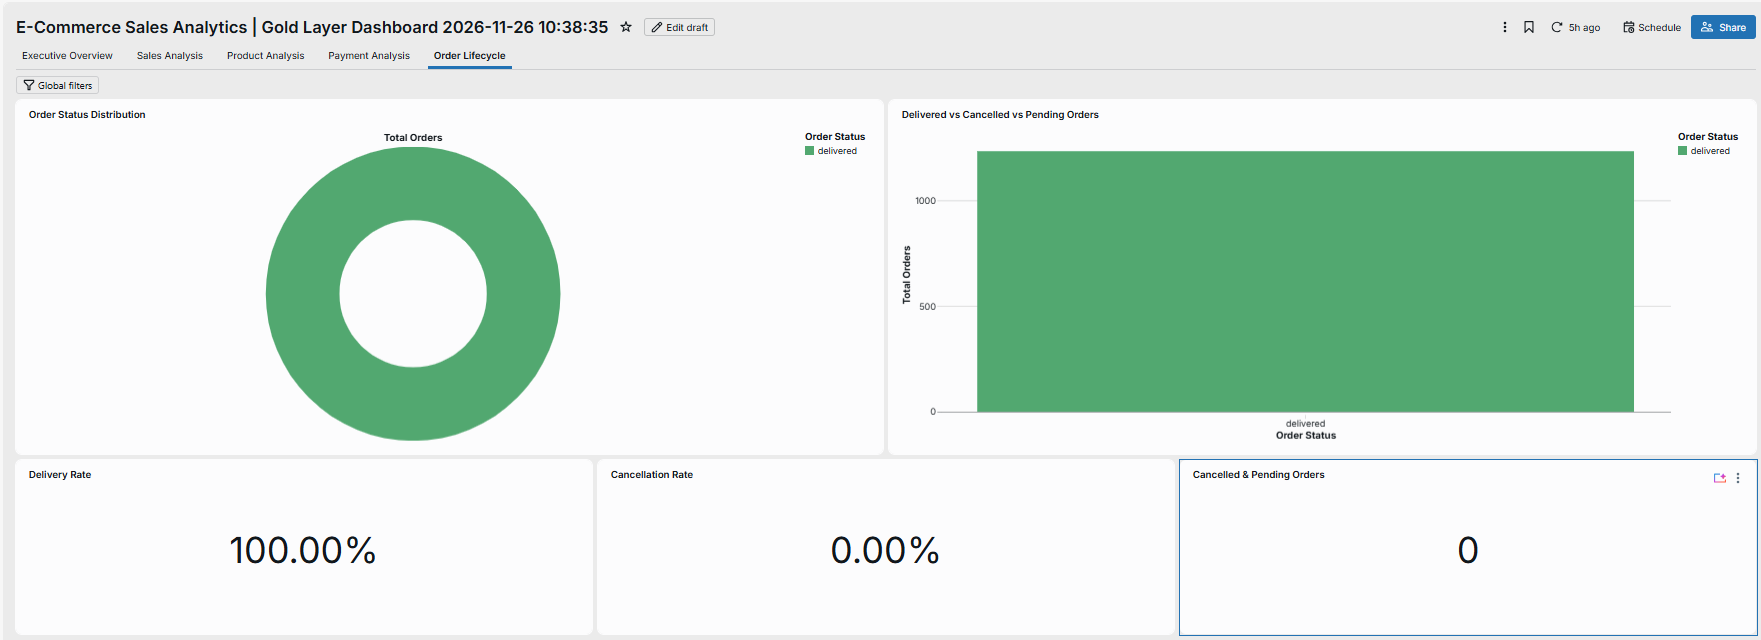 E-Commerce Sales Analytics | Gold Layer Dashboard 2026-11-26 10:38:35
Edit draft
5h ago
Schedule
Share
Executive Overview
Sales Analysis
Product Analysis
Payment Analysis
Order Lifecycle
Global filters
Order Status Distribution
Total Orders
Order Status
delivered
Delivered vs Cancelled vs Pending Orders
Order Status
delivered
Total Orders
1000
500
0
delivered
Order Status
Delivery Rate
100.00%
Cancellation Rate
0.00%
Cancelled & Pending Orders
0